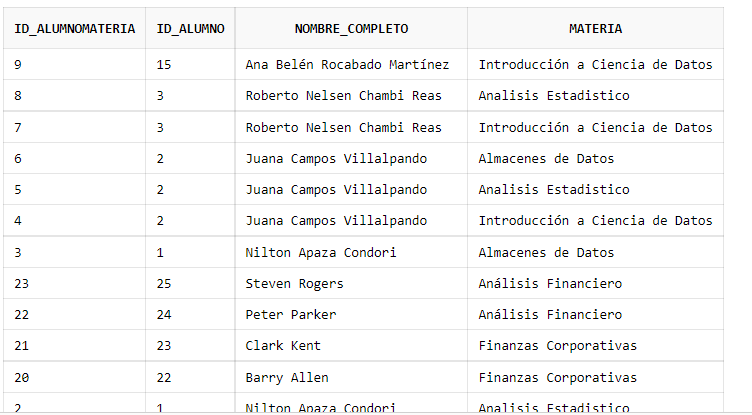 ID_ALUMNOMATERIA ID_ALUMNO NOMBRE_COMPLETO MATERIA
9 15 Ana Belén Rocabado Martínez Introducción a Ciencia de Datos
8 3 Roberto Nelsen Chambi Reas Analisis Estadistico
7 3 Roberto Nelsen Chambi Reas Introducción a Ciencia de Datos
6 2 Juana Campos Villalpando Almacenes de Datos
5 2 Juana Campos Villalpando Analisis Estadistico
4 2 Juana Campos Villalpando Introducción a Ciencia de Datos
3 1 Nilton Apaza Condori Almacenes de Datos
23 25 Steven Rogers Análisis Financiero
22 24 Peter Parker Análisis Financiero
21 23 Clark Kent Finanzas Corporativas
20 22 Barry Allen Finanzas Corporativas
2 1 Nilton Apaza Condori Analisis Estadistico